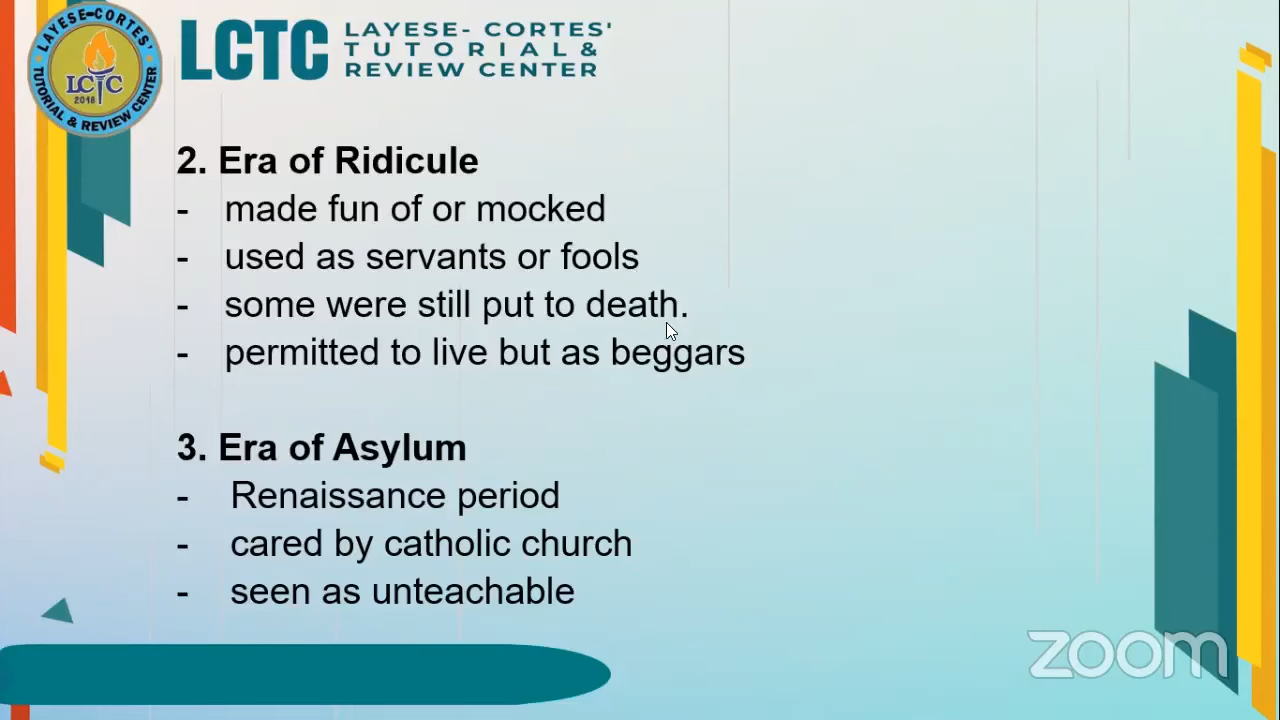 LAYESE-CORTES'
LCTC
2018
TUTORIAL & REVIEW CENTER
LCTC
LAYESE- CORTES'
TUTORIAL &
REVIEW CENTER
2. Era of Ridicule
- made fun of or mocked
- used as servants or fools
- some were still put to death.
- permitted to live but as beggars
3. Era of Asylum
- Renaissance period
- cared by catholic church
- seen as unteachable
zoom